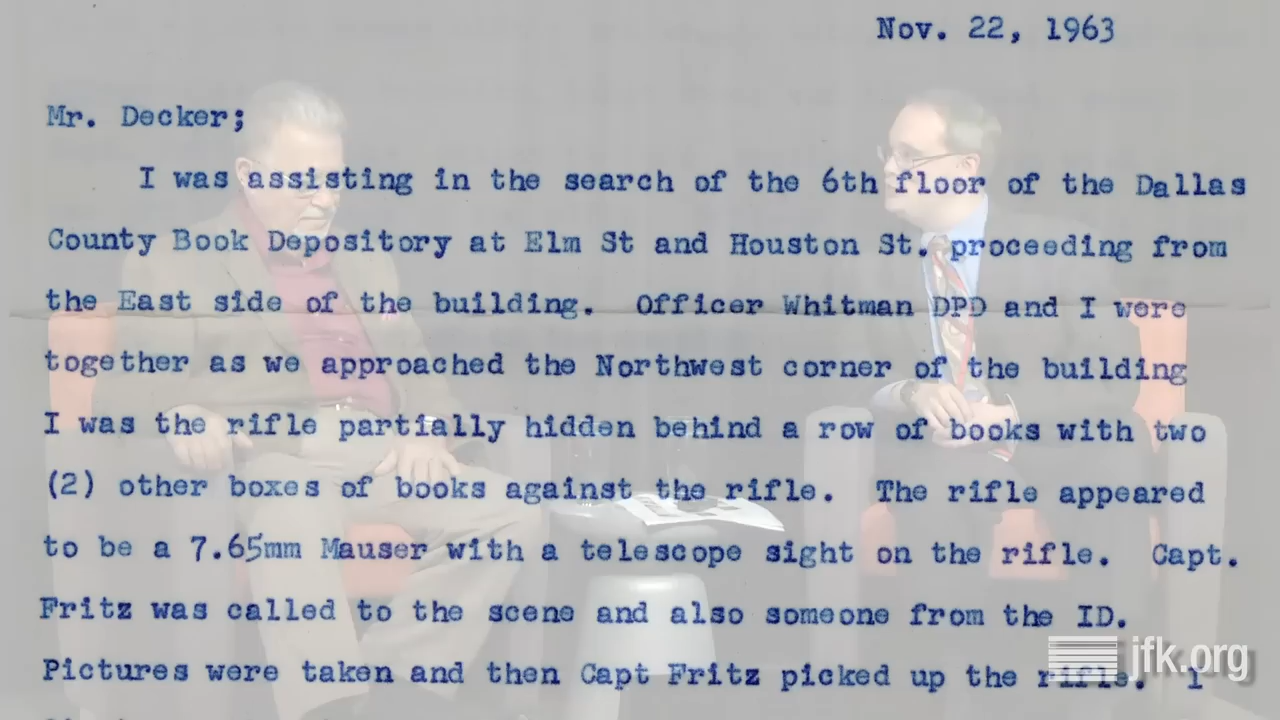 Nov. 22, 1963
Mr. Decker;
I was assisting in the search of the 6th floor of the Dallas
County Book Depository at Elm St and Houston St. proceeding from
the East side of the building. Officer Whitman DPD and I were
together as we approached the Northwest corner of the building
I was the rifle partially hidden behind a row of books with two
(2) other boxes of books against the rifle. The rifle appeared
to be a 7.65mm Mauser with a telescope sight on the rifle. Capt.
Fritz was called to the scene and also someone from the ID.
Pictures were taken and then Capt Fritz picked up the rifle. I
jfk.org